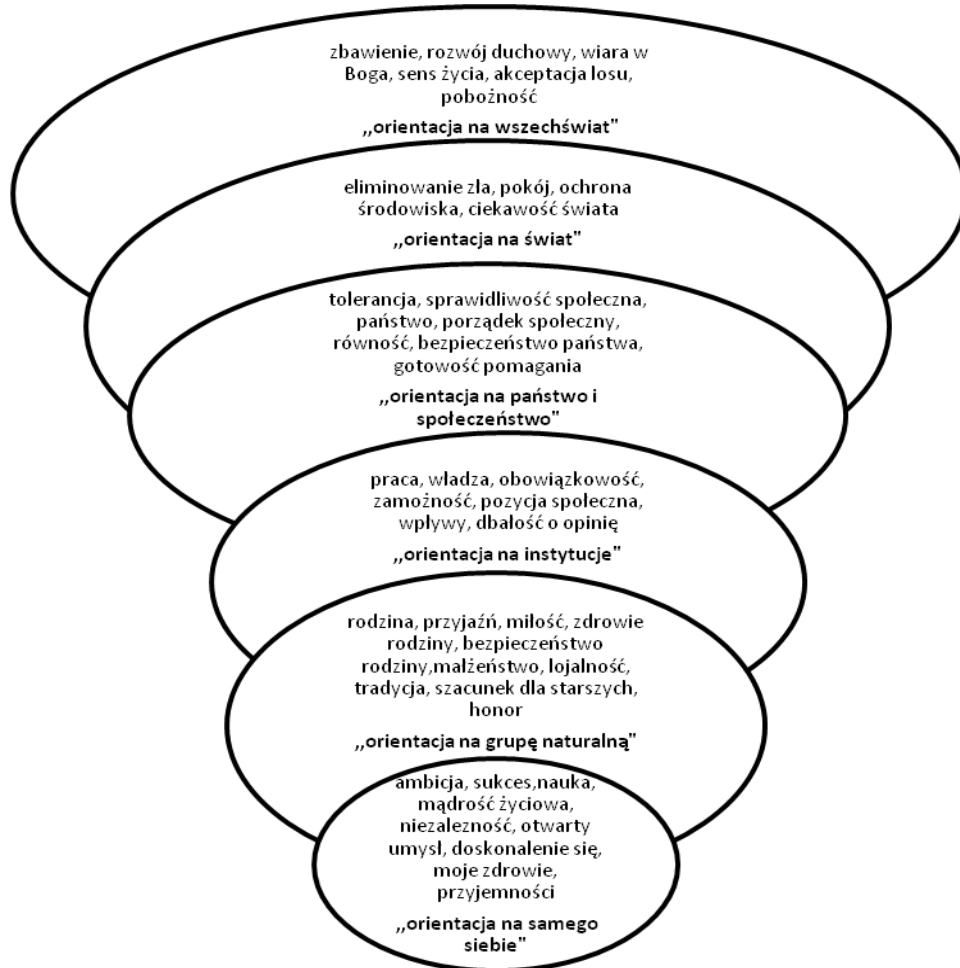 zbawienie, rozwój duchowy, wiara w
Boga, sens życia, akceptacja losu,
pobożność
,,orientacja na wszechświat"
eliminowanie zła, pokój, ochrona
środowiska, ciekawość świata
,,orientacja na świat"
tolerancja, sprawidliwość społeczna,
państwo, porządek społeczny,
równość, bezpieczeństwo państwa,
gotowość pomagania
,,orientacja na państwo i
społeczeństwo"
praca, władza, obowiązkowość,
zamożność, pozycja społeczna,
wpływy, dbałość o opinię
,,orientacja na instytucje"
rodzina, przyjaźń, miłość, zdrowie
rodziny, bezpieczeństwo
rodziny,małżeństwo, lojalność,
tradycja, szacunek dla starszych,
honor
,,orientacja na grupę naturalną"
ambicja, sukces,nauka,
mądrość życiowa,
niezalezność, otwarty
umysł, doskonalenie się,
moje zdrowie,
przyjemności
,,orientacja na samego
siebie"